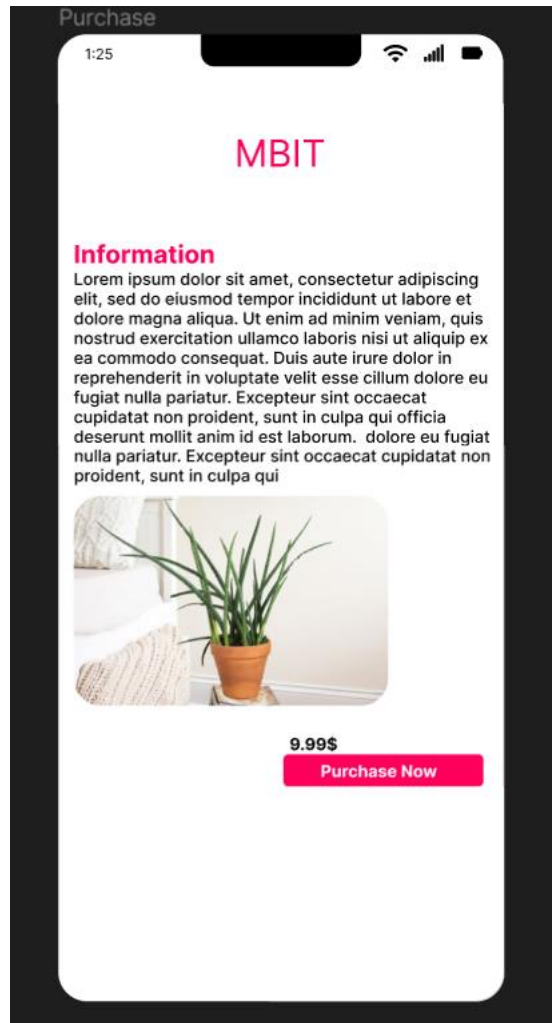 Purchase
1:25
MBIT
Information
Lorem ipsum dolor sit amet, consectetur adipiscing
elit, sed do eiusmod tempor incididunt ut labore et
dolore magna aliqua. Ut enim ad minim veniam, quis
nostrud exercitation ullamco laboris nisi ut aliquip ex
ea commodo consequat. Duis aute irure dolor in
reprehenderit in voluptate velit esse cillum dolore eu
fugiat nulla pariatur. Excepteur sint occaecat
cupidatat non proident, sunt in culpa qui officia
deserunt mollit anim id est laborum.  dolore eu fugiat
nulla pariatur. Excepteur sint occaecat cupidatat non
proident, sunt in culpa qui
9.99$
Purchase Now